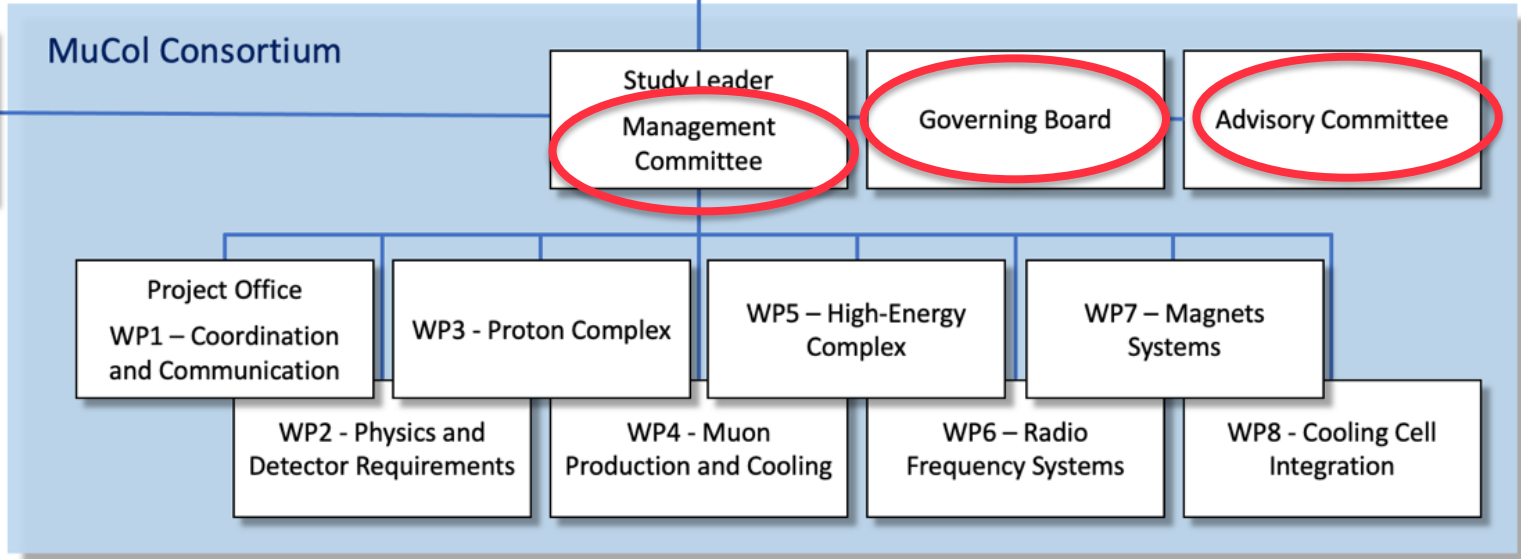 MuCol Consortium
Study Leader
Management
Committee
Governing Board
Advisory Committee
Project Office
WP1 – Coordination
and Communication
WP3 - Proton Complex
WP5 – High-Energy
Complex
WP7 – Magnets
Systems
WP2 - Physics and
Detector Requirements
WP4 - Muon
Production and Cooling
WP6 – Radio
Frequency Systems
WP8 - Cooling Cell
Integration